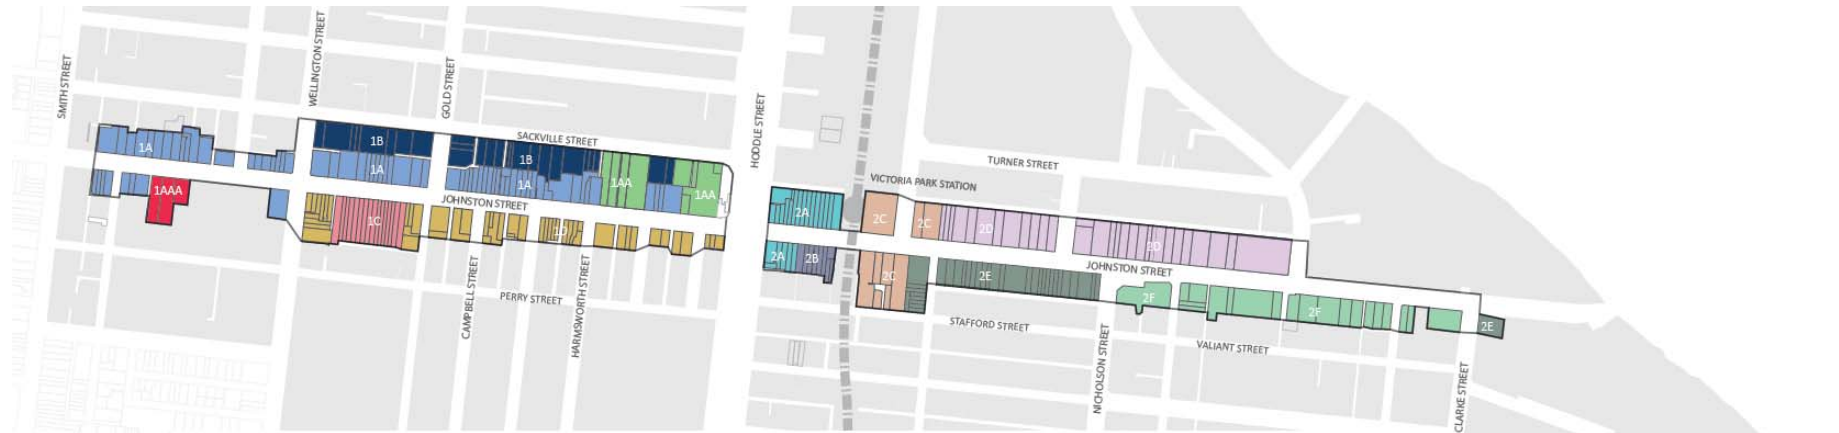 SMITH STREET
WELLINGTON STREET
GOLD STREET
SACKVILLE STREET
HODDLE STREET
1A
1B
1A
1B
1A
1AA
1AA
1AAA
1C
JOHNSTON STREET
1D
CAMPBELL STREET
HARMSWORTH STREET
PERRY STREET
TURNER STREET
VICTORIA PARK STATION
2A
2C
2C
2D
2D
2A
2B
2C
2E
JOHNSTON STREET
2F
2F
2E
STAFFORD STREET
NICHOLSON STREET
VALIANT STREET
CLARKE STREET